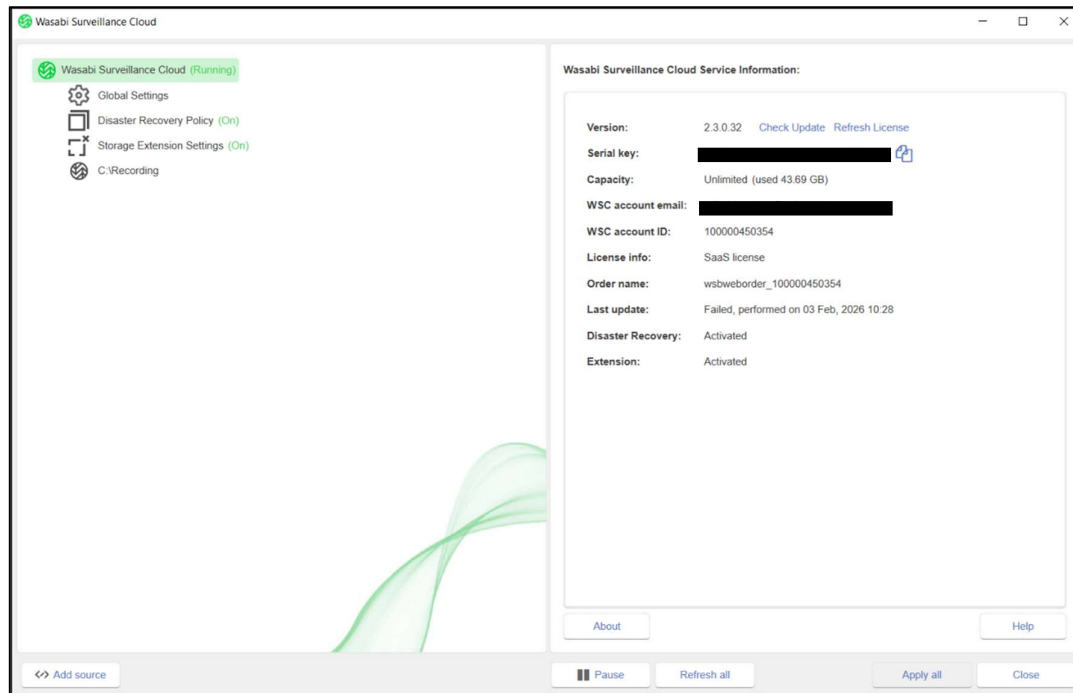 Wasabi Surveillance Cloud
Wasabi Surveillance Cloud (Running)
Global Settings
Disaster Recovery Policy (On)
Storage Extension Settings (On)
C:\Recording
Wasabi Surveillance Cloud Service Information:
Version: 2.3.0.32 Check Update Refresh License
Serial key:
Capacity: Unlimited (used 43.69 GB)
WSC account email:
WSC account ID: 100000450354
License info: SaaS license
Order name: wsbweborder_100000450354
Last update: Failed, performed on 03 Feb, 2026 10:28
Disaster Recovery: Activated
Extension: Activated
About Help
Add source Pause Refresh all Apply all Close